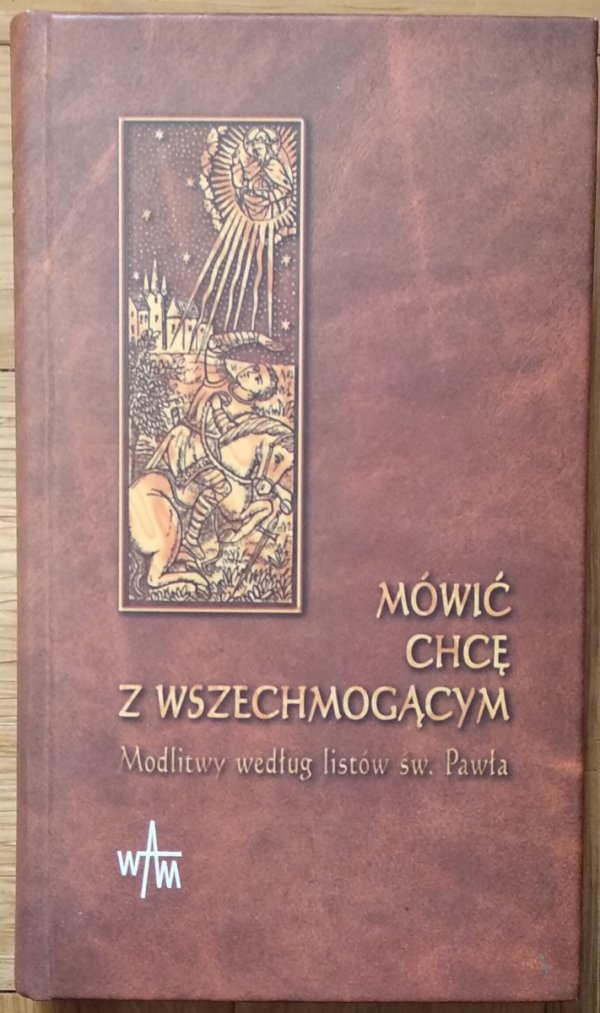 MÓWIĆ
CHCĘ
Z WSZECHMOGĄCYM
Modlitwy według listów św. Pawła
WAM